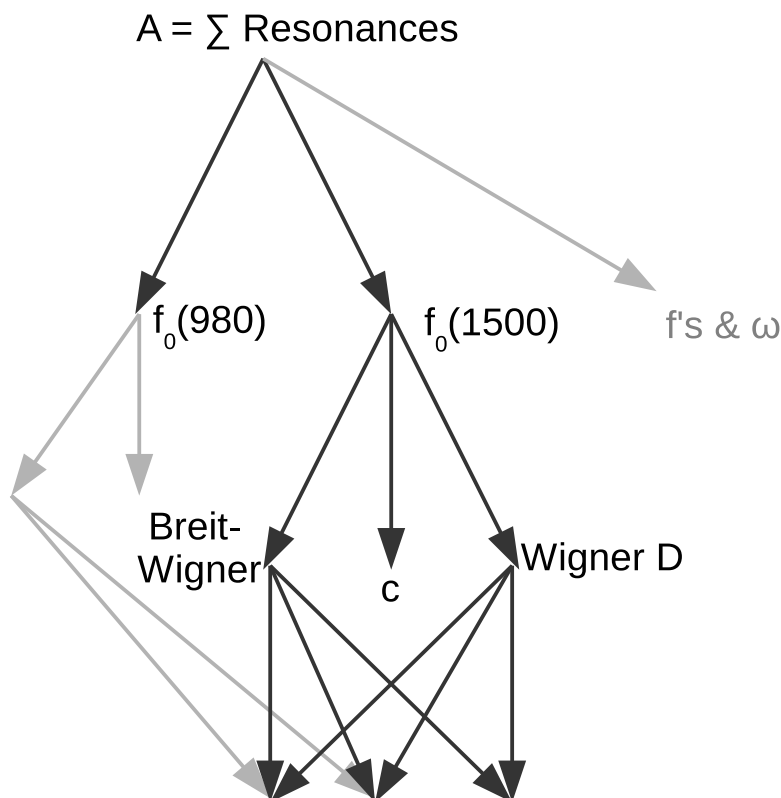 A = ∑ Resonances
f0(980)
f0(1500)
f's & ω
Breit-
Wigner
Wigner D
c